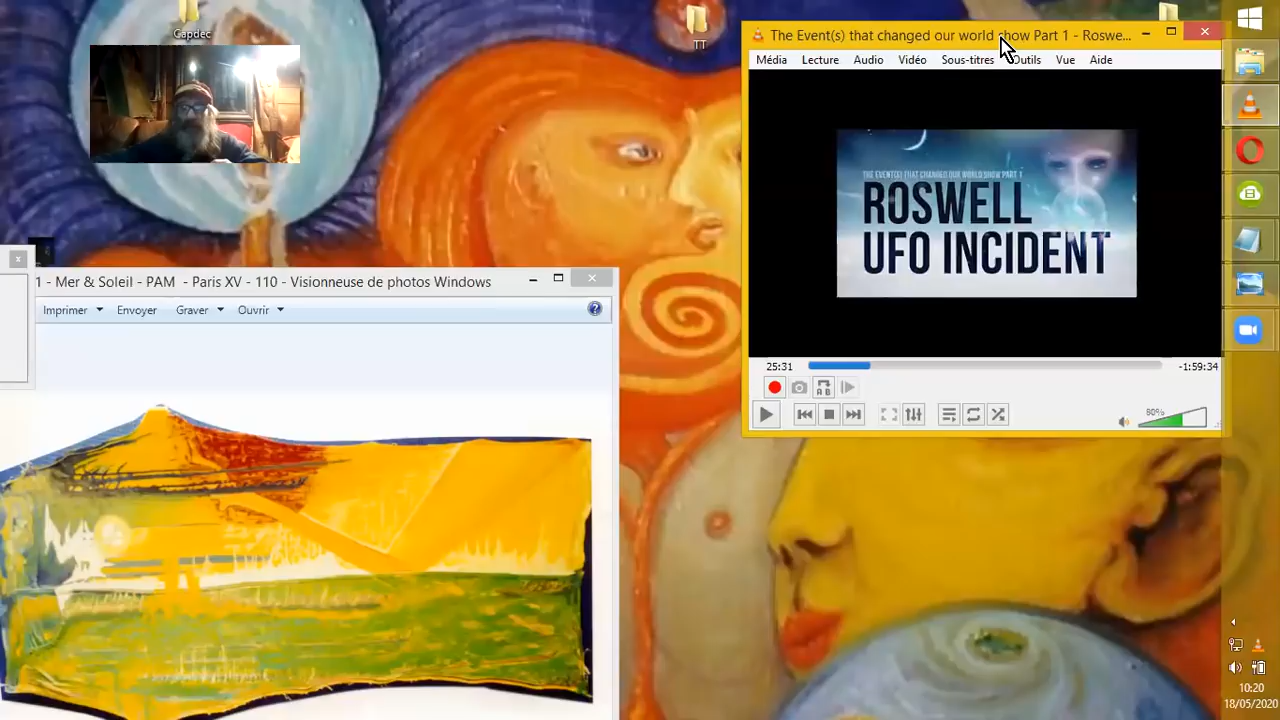 Gapdec
TT
The Event(s) that changed our world show Part 1 - Roswe...
Média Lecture Audio Vidéo Sous-titres Outils Vue Aide
THE EVENT(S) THAT CHANGED OUR WORLD SHOW PART 1
ROSWELL
UFO INCIDENT
25:31
-1:59:34
80%
1 - Mer & Soleil - PAM - Paris XV - 110 - Visionneuse de photos Windows
Imprimer Envoyer Graver Ouvrir
10:20
18/05/2020